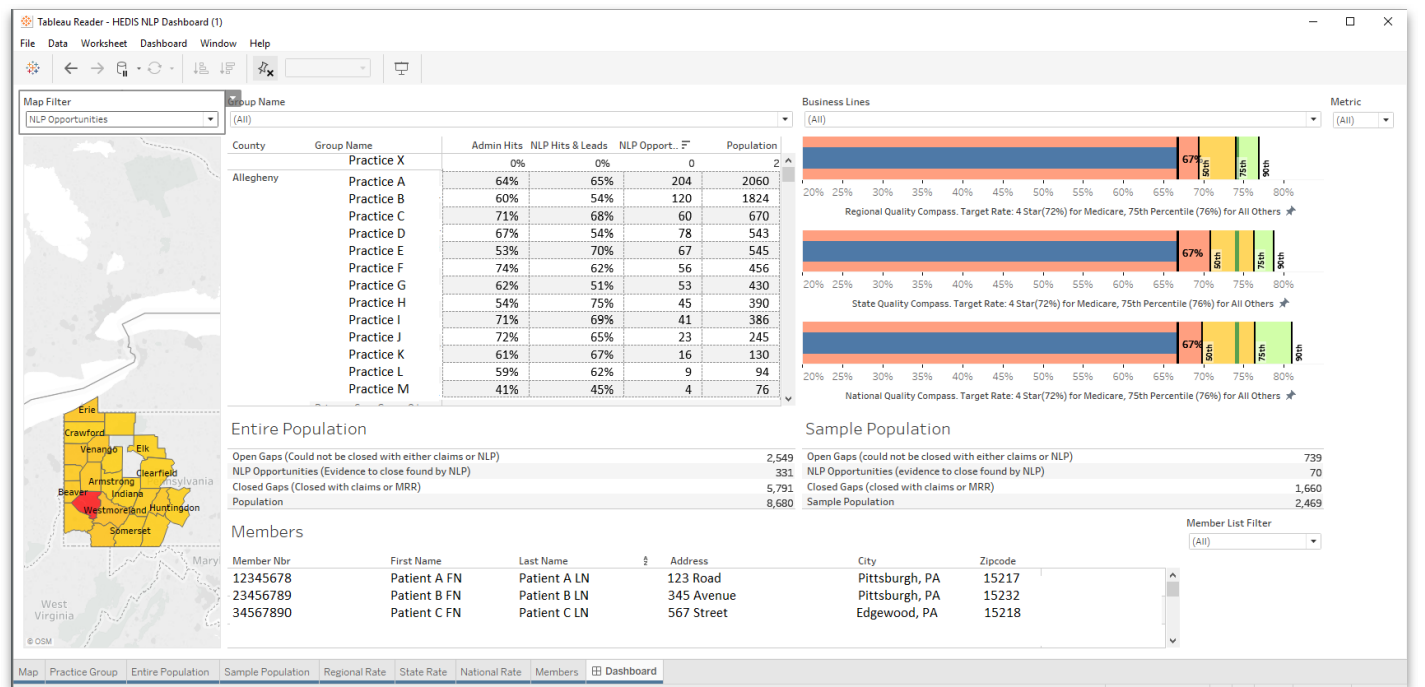 Tableau Reader - HEDIS NLP Dashboard (1)
File Data Worksheet Dashboard Window Help
Map Filter
NLP Opportunities
Group Name
(All)
Business Lines
(All)
Metric
(All)
County Group Name Admin Hits NLP Hits & Leads NLP Opport.. Population
Practice X 0% 0% 0 2
Allegheny Practice A 64% 65% 204 2060
Practice B 60% 54% 120 1824
Practice C 71% 68% 60 670
Practice D 67% 54% 78 543
Practice E 53% 70% 67 545
Practice F 74% 62% 56 456
Practice G 62% 51% 53 430
Practice H 54% 75% 45 390
Practice I 71% 69% 41 386
Practice J 72% 65% 23 245
Practice K 61% 67% 16 130
Practice L 59% 62% 9 94
Practice M 41% 45% 4 76
67% 50th 75th 90th
20% 25% 30% 35% 40% 45% 50% 55% 60% 65% 70% 75% 80%
Regional Quality Compass. Target Rate: 4 Star(72%) for Medicare, 75th Percentile (76%) for All Others
67% 50th 75th 90th
20% 25% 30% 35% 40% 45% 50% 55% 60% 65% 70% 75% 80%
State Quality Compass. Target Rate: 4 Star(72%) for Medicare, 75th Percentile (76%) for All Others
67% 50th 75th 90th
20% 25% 30% 35% 40% 45% 50% 55% 60% 65% 70% 75% 80%
National Quality Compass. Target Rate: 4 Star(72%) for Medicare, 75th Percentile (76%) for All Others
Erie
Crawford
Venango Elk
Clearfield
Armstrong
Beaver Indiana
Westmoreland Huntingdon
Somerset
West
Virginia
© OSM
Entire Population
Open Gaps (Could not be closed with either claims or NLP) 2,549
NLP Opportunities (Evidence to close found by NLP) 331
Closed Gaps (Closed with claims or MRR) 5,791
Population 8,680
Sample Population
Open Gaps (could not be closed with either claims or NLP) 739
NLP Opportunities (evidence to close found by NLP) 70
Closed Gaps (closed with claims or MRR) 1,660
Sample Population 2,469
Members
Member List Filter
(All)
Member Nbr First Name Last Name Address City Zipcode
12345678 Patient A FN Patient A LN 123 Road Pittsburgh, PA 15217
23456789 Patient B FN Patient B LN 345 Avenue Pittsburgh, PA 15232
34567890 Patient C FN Patient C LN 567 Street Edgewood, PA 15218
Map Practice Group Entire Population Sample Population Regional Rate State Rate National Rate Members Dashboard